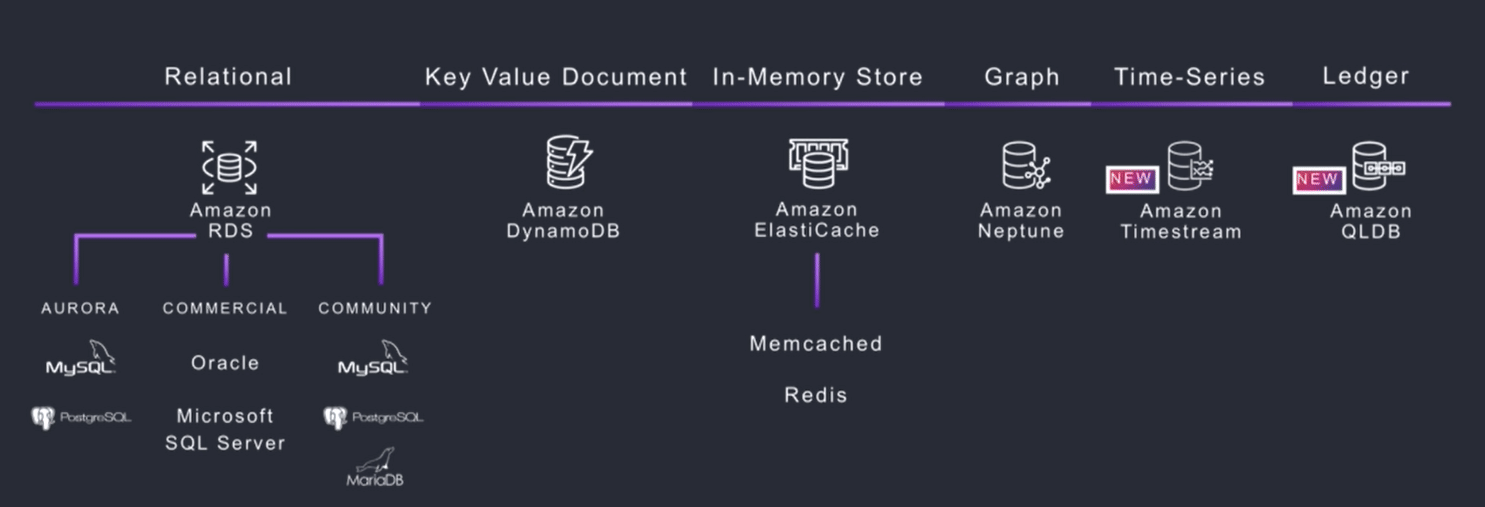 Relational
Key Value Document
In-Memory Store
Graph
Time-Series
Ledger
Amazon
RDS
Amazon
DynamoDB
Amazon
ElastiCache
Amazon
Neptune
NEW
Amazon
Timestream
NEW
Amazon
QLDB
AURORA
MySQL
PostgreSQL
COMMERCIAL
Oracle
Microsoft
SQL Server
COMMUNITY
MySQL
PostgreSQL
MariaDB
Memcached
Redis